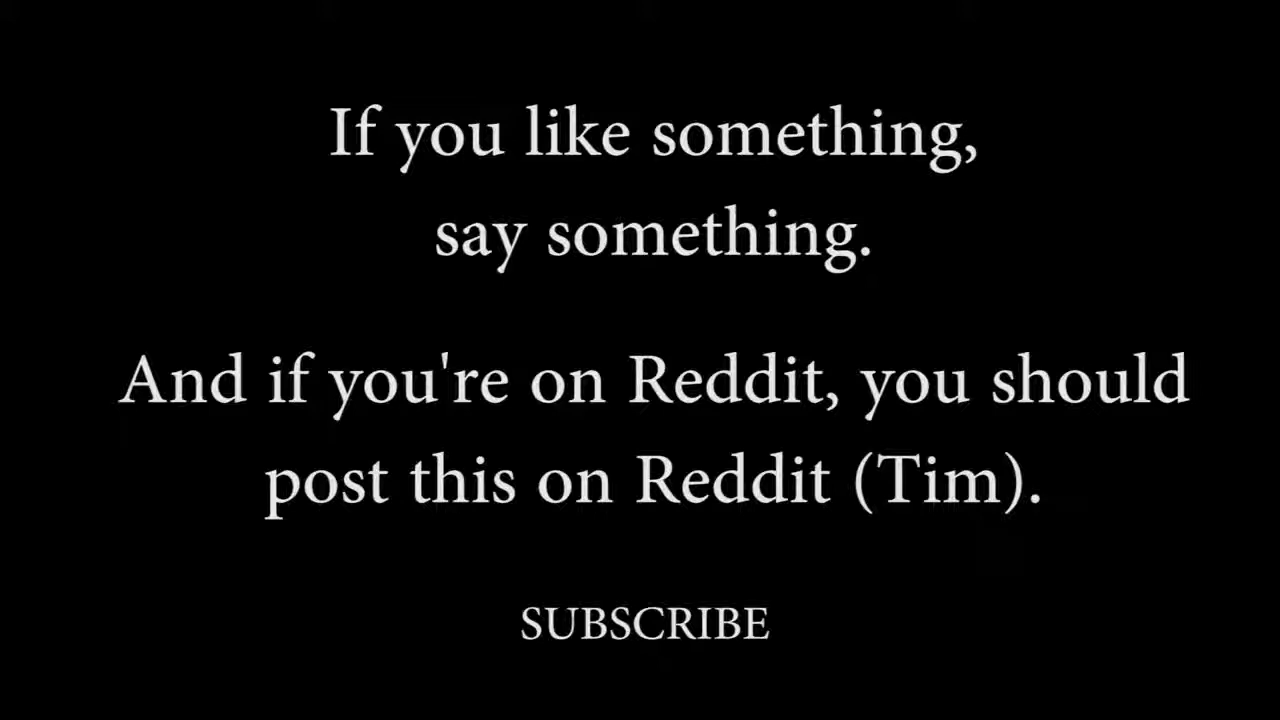 If you like something,
say something.
And if you're on Reddit, you should
post this on Reddit (Tim).
SUBSCRIBE